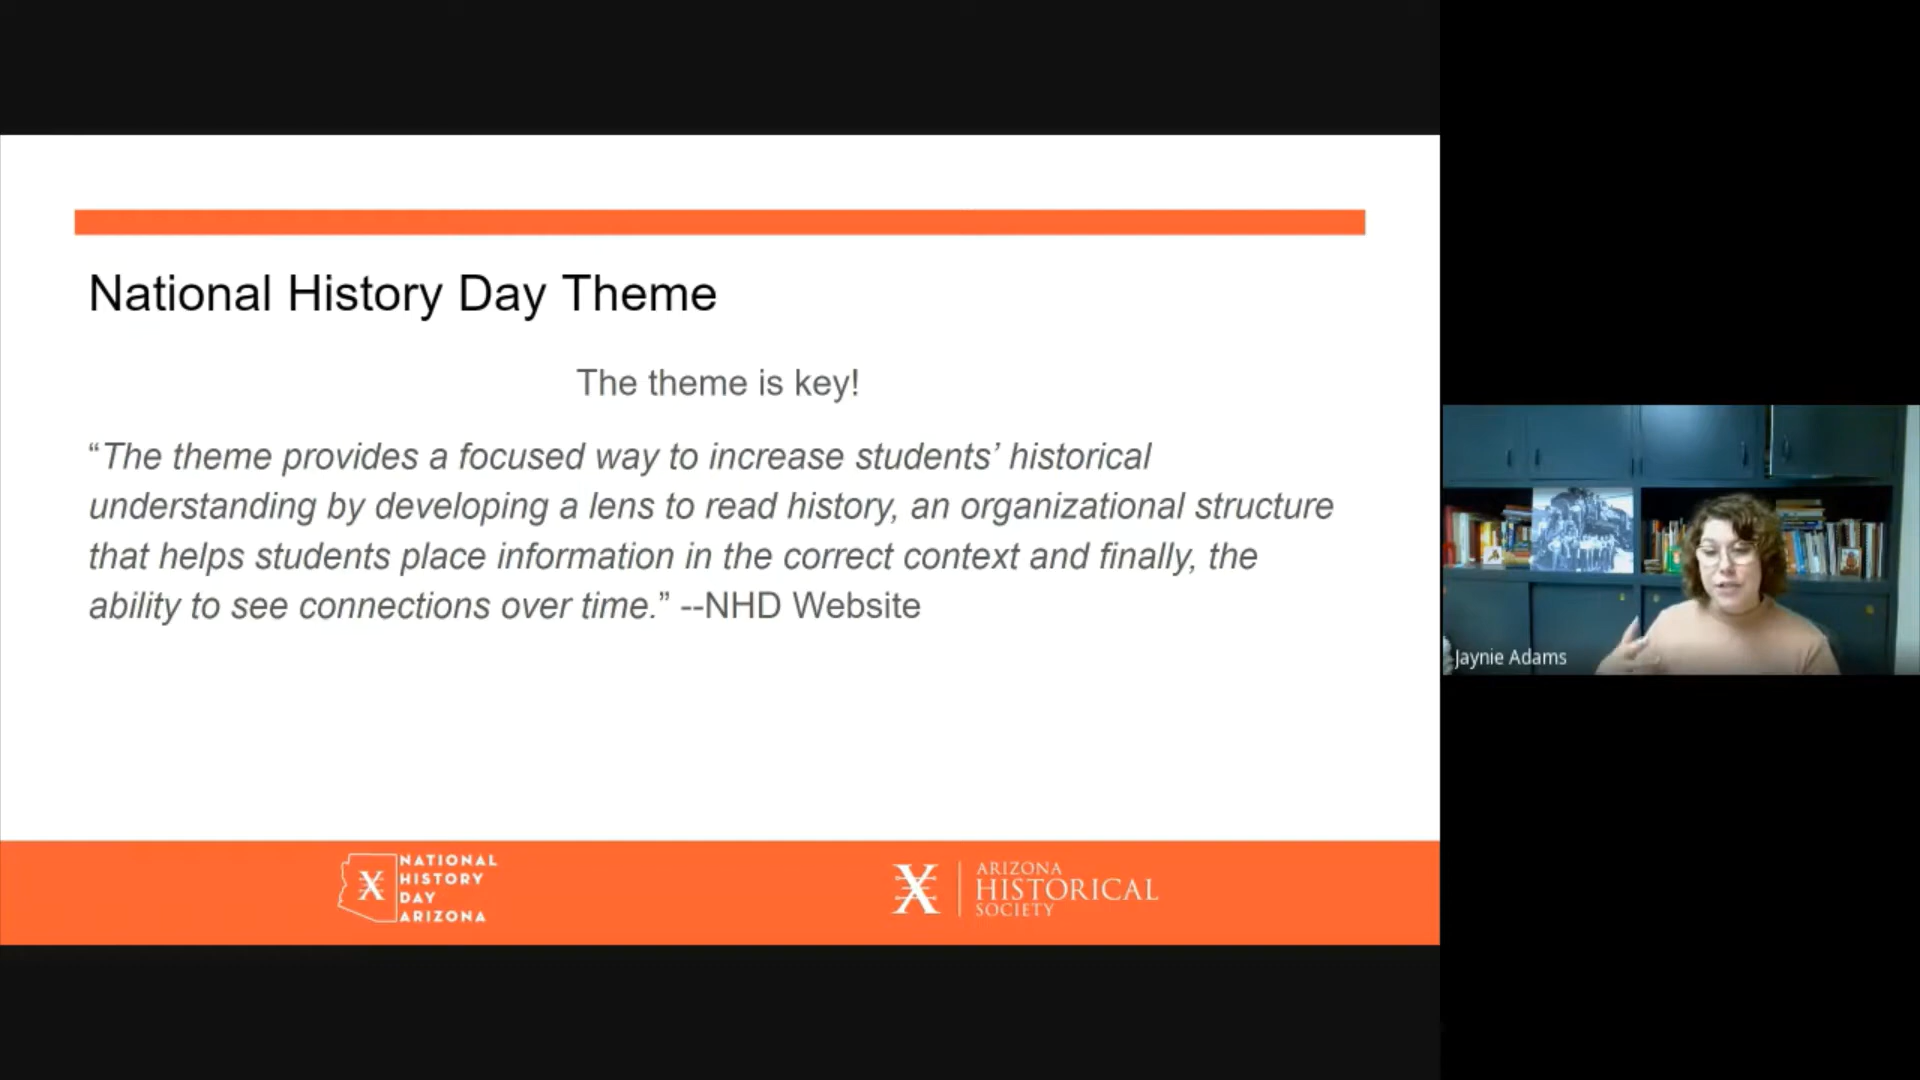 National History Day Theme
The theme is key!
“The theme provides a focused way to increase students’ historical
understanding by developing a lens to read history, an organizational structure
that helps students place information in the correct context and finally, the
ability to see connections over time.” --NHD Website
Jaynie Adams
NATIONAL
HISTORY
DAY
ARIZONA
ARIZONA
HISTORICAL
SOCIETY